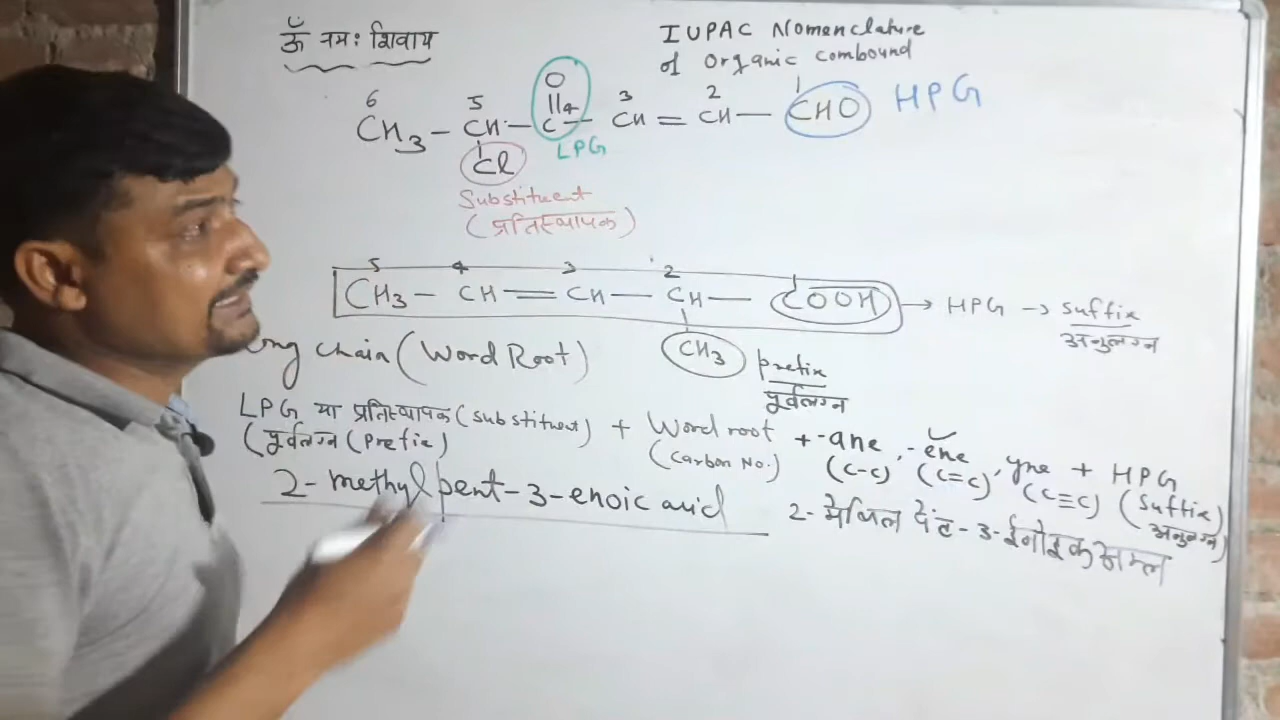 ॐ नमः शिवाय
IUPAC Nomenclature
of Organic compound
6 5 O 4 3 2 1
CH3 – CH – C – CH = CH – CHO HPG
Cl LPG
Substituent
(प्रतिस्थापक)
5 4 3 2 1
CH3 – CH = CH – CH – COOH → HPG → suffix
अनुलग्न
CH3 prefix
पूर्वलग्न
ong chain (Word Root)
LPG या प्रतिस्थापक (substituent) + Word root + -ane, -ene, yne + HPG
(पूर्वलग्न (Prefix) (Carbon No.) (C-C) (C=C) (C≡C) (Suffix)
अनुलग्न)
2-methyl pent-3-enoic acid
2-मेथिल पेंट-3-ईनोइक अम्ल